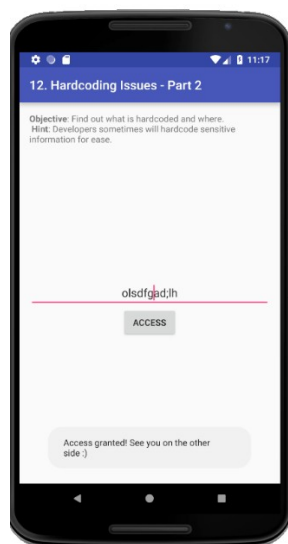 11:17
12. Hardcoding Issues - Part 2
Objective: Find out what is hardcoded and where.
Hint: Developers sometimes will hardcode sensitive
information for ease.
olsdfgad;lh
ACCESS
Access granted! See you on the other
side :)